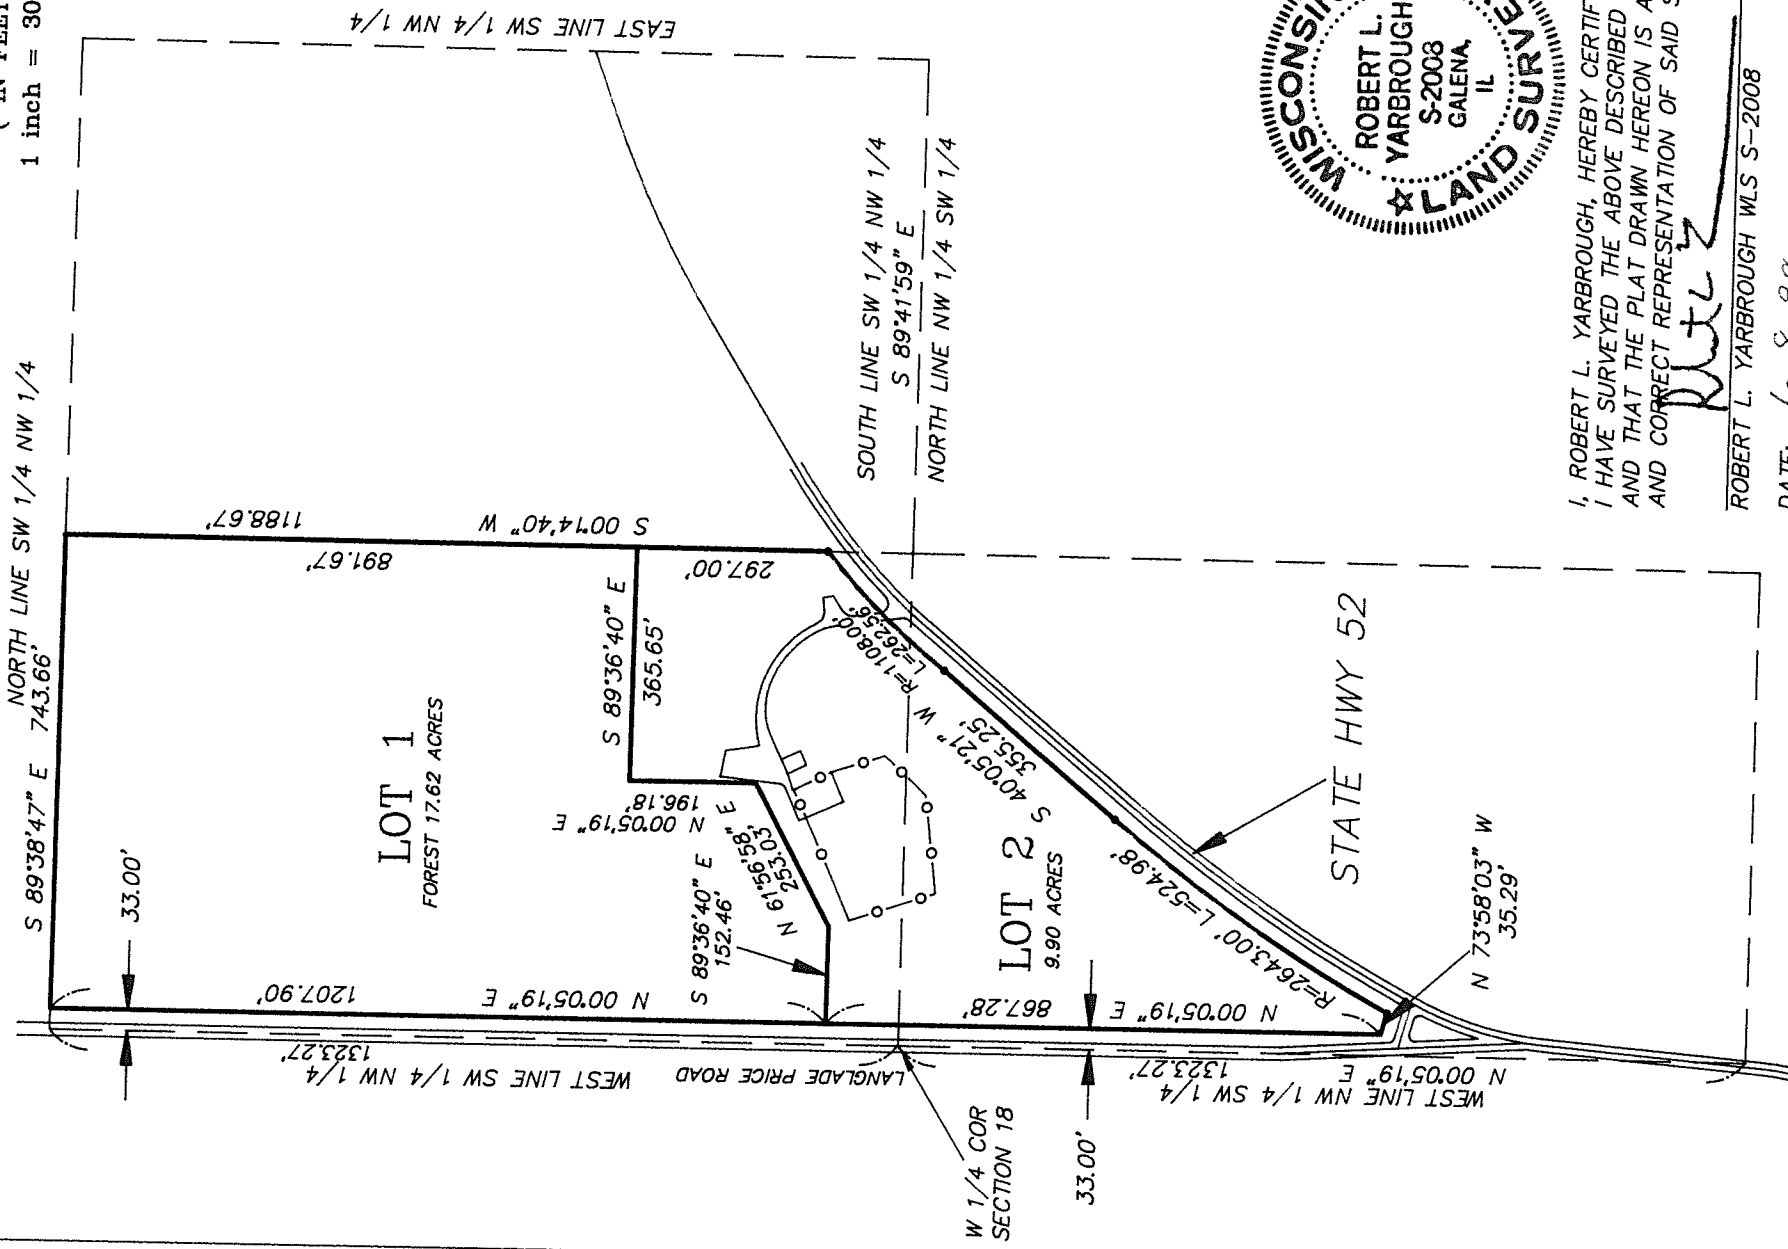 ( IN FEET
1 inch = 30
NORTH LINE SW 1/4 NW 1/4
S 89°38'47" E 743.66'
EAST LINE SW 1/4 NW 1/4
33.00'
LOT 1
FOREST 17.62 ACRES
1188.67'
S 00°14'40" W
891.67'
297.00'
S 89°36'40" E
365.65'
N 00°05'19" E
196.18'
N 61°56'58" E
253.03'
S 89°36'40" E
152.46'
1207.90'
N 00°05'19" E
1323.27'
WEST LINE SW 1/4 NW 1/4
LANGLADE PRICE ROAD
SOUTH LINE SW 1/4 NW 1/4
S 89°41'59" E
NORTH LINE NW 1/4 SW 1/4
R=1108.00'
L=262.56'
S 40°05'21" W
355.25'
LOT 2
9.90 ACRES
R=2643.00' L=524.98'
867.28'
N 00°05'19" E
STATE HWY 52
N 73°58'03" W
35.29'
W 1/4 COR
SECTION 18
33.00'
1323.27'
N 00°05'19" E
WEST LINE NW 1/4 SW 1/4
WISCONSIN
ROBERT L.
YARBROUGH
S-2008
GALENA,
IL
LAND SURVE
I, ROBERT L. YARBROUGH, HEREBY CERTIF
I HAVE SURVEYED THE ABOVE DESCRIBED
AND THAT THE PLAT DRAWN HEREON IS A
AND CORRECT REPRESENTATION OF SAID S
ROBERT L. YARBROUGH WLS S-2008
DATE: